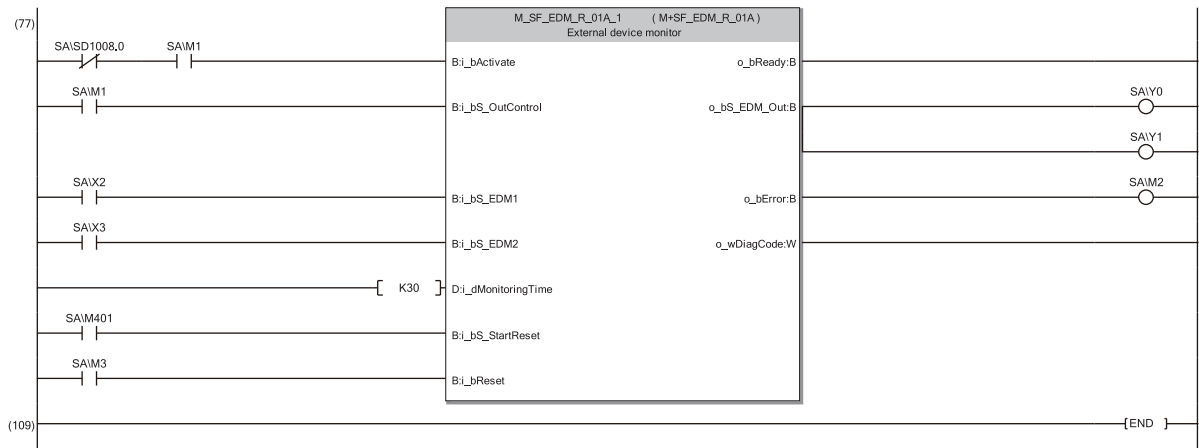 (77)
M_SF_EDM_R_01A_1 ( M+SF_EDM_R_01A )
External device monitor
SA\SD1008.0 SA\M1
B:i_bActivate o_bReady:B
SA\M1 SA\Y0
B:i_bS_OutControl o_bS_EDM_Out:B
SA\Y1
SA\X2 SA\M2
B:i_bS_EDM1 o_bError:B
SA\X3
B:i_bS_EDM2 o_wDiagCode:W
[ K30 ] D:i_dMonitoringTime
SA\M401
B:i_bS_StartReset
SA\M3
B:i_bReset
(109) [END ]